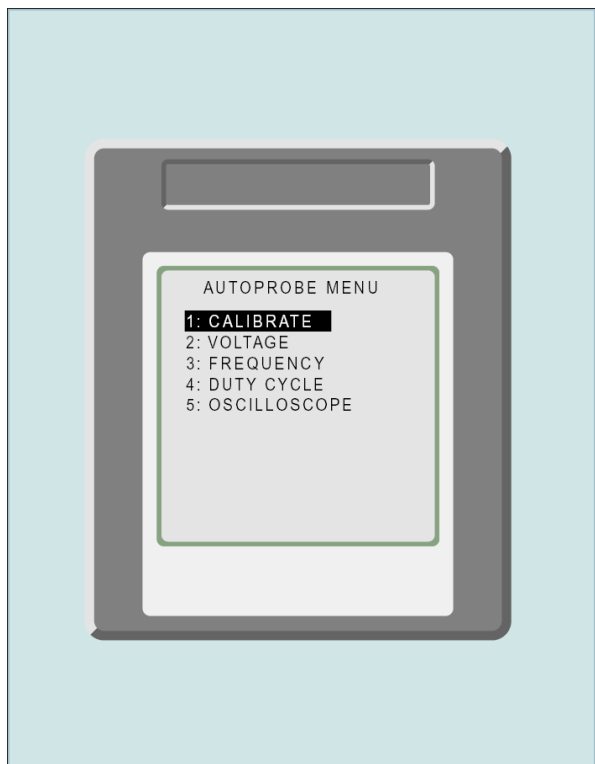 AUTOPROBE MENU
1: CALIBRATE
2: VOLTAGE
3: FREQUENCY
4: DUTY CYCLE
5: OSCILLOSCOPE